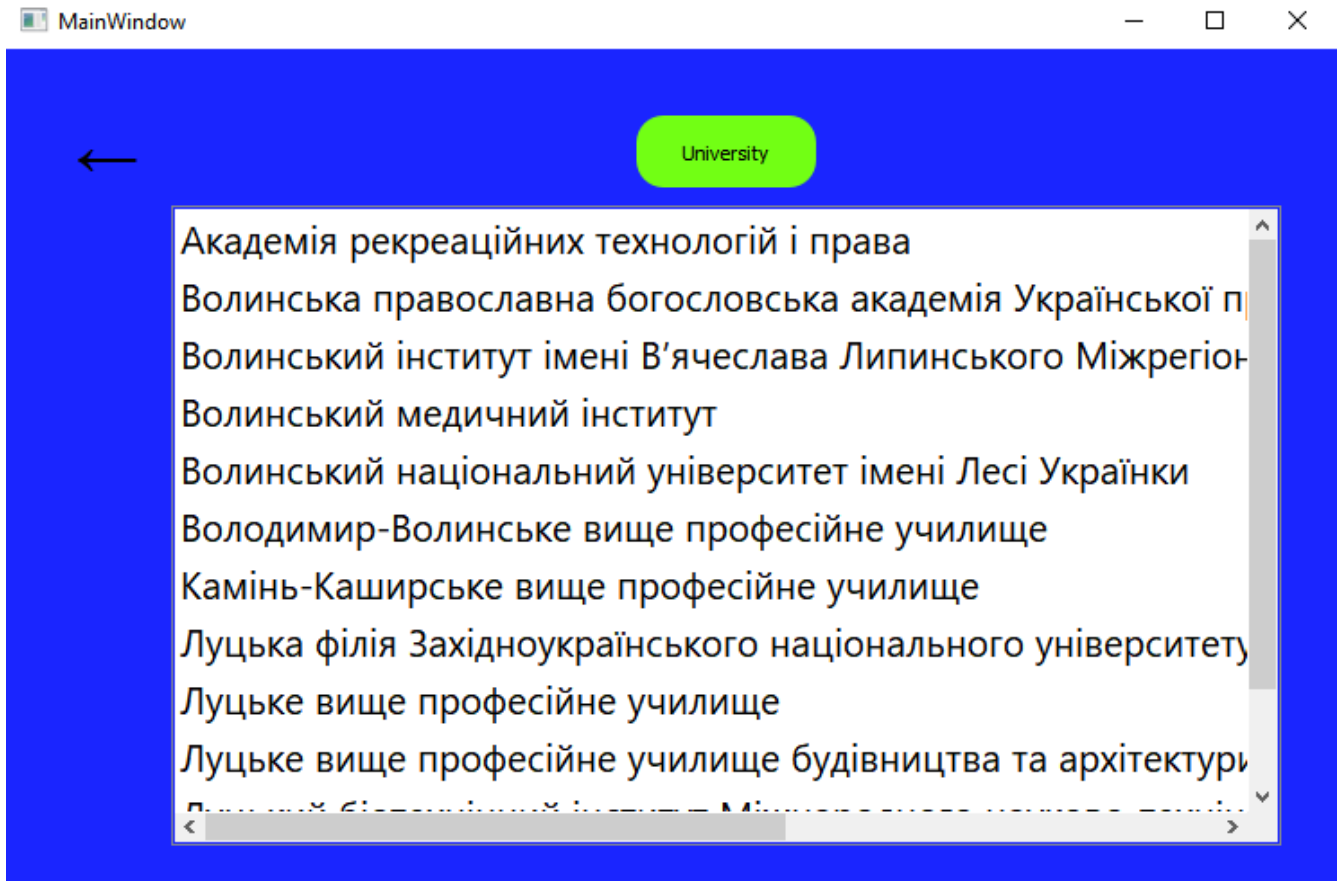 MainWindow
←
University
Академія рекреаційних технологій і права
Волинська православна богословська академія Української
Волинський інститут імені В’ячеслава Липинського
Волинський медичний інститут
Волинський національний університет імені Лесі Українки
Володимир-Волинське вище професійне училище
Камінь-Каширське вище професійне училище
Луцька філія Західноукраїнського національного університету
Луцьке вище професійне училище
Луцьке вище професійне училище будівництва та архітектури